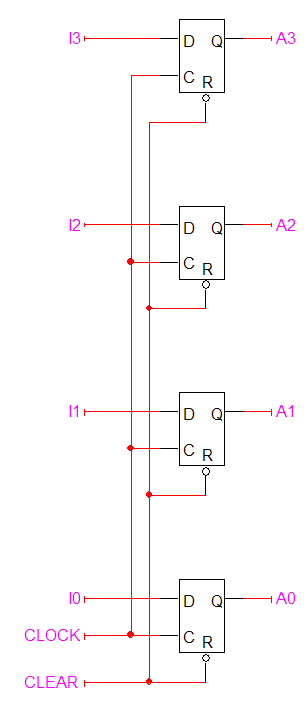 I3 D Q A3
C
R
I2 D Q A2
C
R
I1 D Q A1
C
R
I0 D Q A0
CLOCK C
R
CLEAR